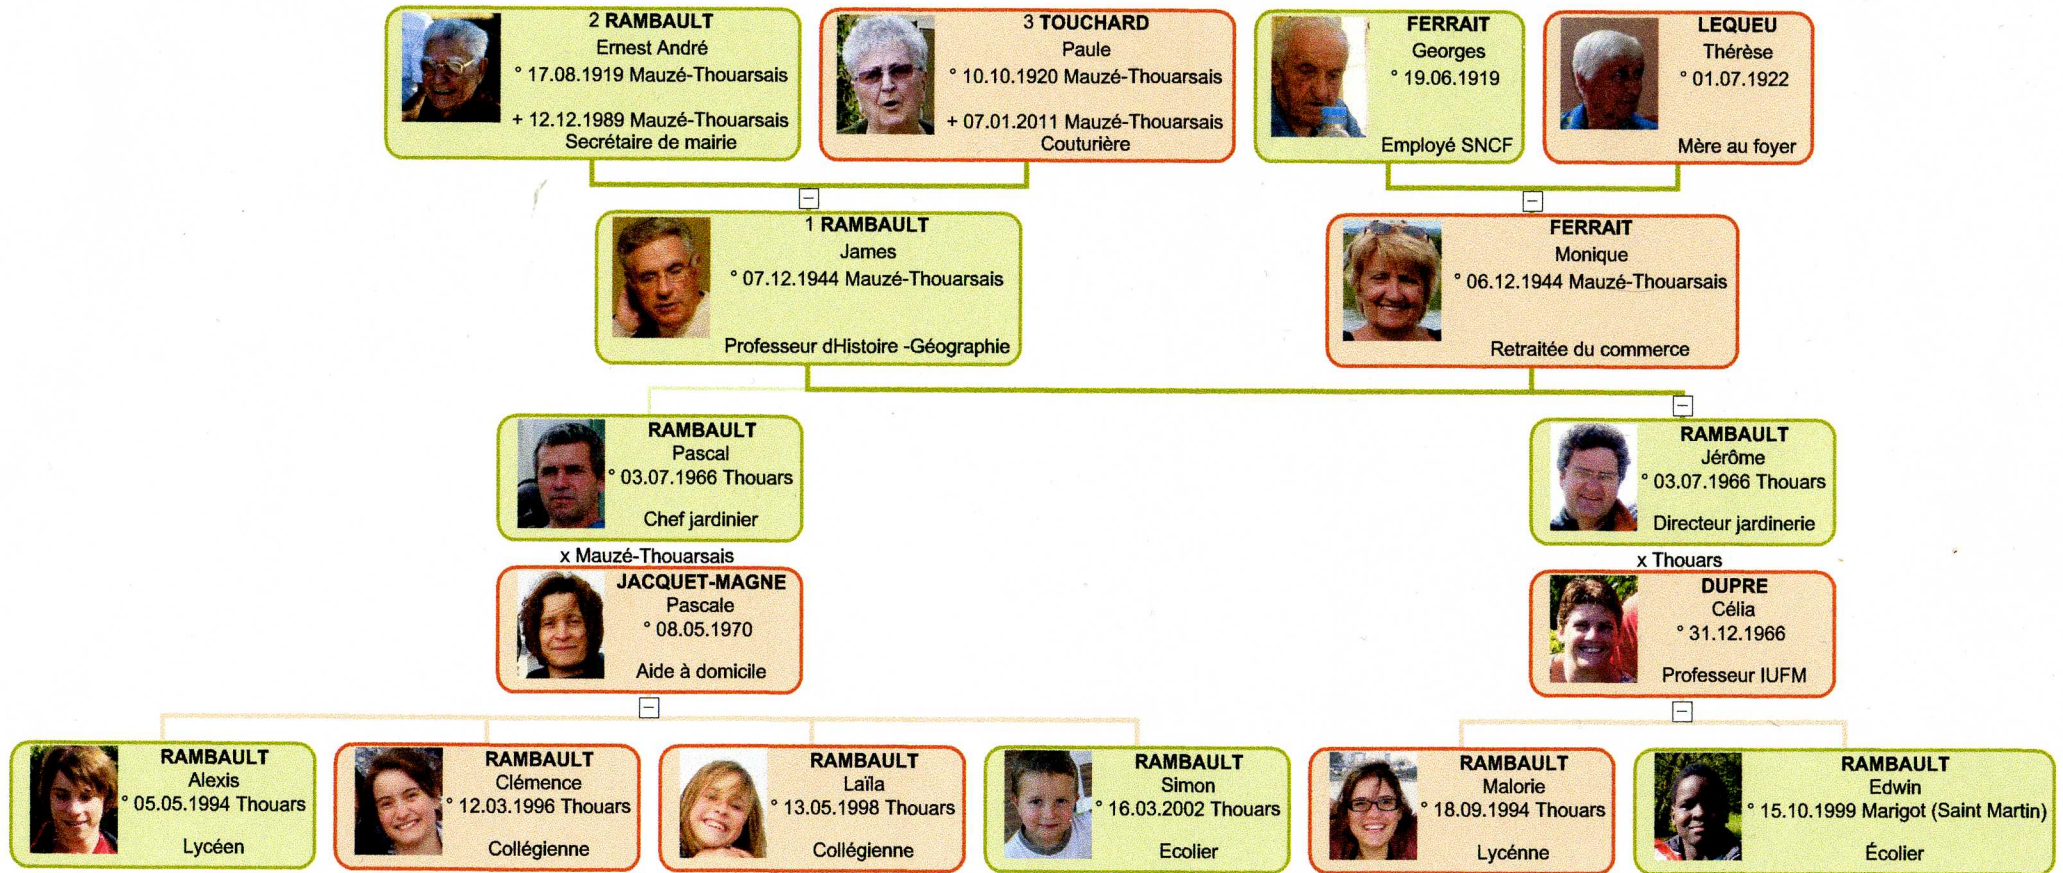 2 RAMBAULT
Ernest André
° 17.08.1919 Mauzé-Thouarsais
+ 12.12.1989 Mauzé-Thouarsais
Secrétaire de mairie
3 TOUCHARD
Paule
° 10.10.1920 Mauzé-Thouarsais
+ 07.01.2011 Mauzé-Thouarsais
Couturière
FERRAIT
Georges
° 19.06.1919
Employé SNCF
LEQUEU
Thérèse
° 01.07.1922
Mère au foyer
1 RAMBAULT
James
° 07.12.1944 Mauzé-Thouarsais
Professeur dHistoire -Géographie
FERRAIT
Monique
° 06.12.1944 Mauzé-Thouarsais
Retraitée du commerce
RAMBAULT
Pascal
° 03.07.1966 Thouars
Chef jardinier
x Mauzé-Thouarsais
JACQUET-MAGNE
Pascale
° 08.05.1970
Aide à domicile
RAMBAULT
Jérôme
° 03.07.1966 Thouars
Directeur jardinerie
x Thouars
DUPRE
Célia
° 31.12.1966
Professeur IUFM
RAMBAULT
Alexis
° 05.05.1994 Thouars
Lycéen
RAMBAULT
Clémence
° 12.03.1996 Thouars
Collégienne
RAMBAULT
Laïla
° 13.05.1998 Thouars
Collégienne
RAMBAULT
Simon
° 16.03.2002 Thouars
Ecolier
RAMBAULT
Malorie
° 18.09.1994 Thouars
Lycénne
RAMBAULT
Edwin
° 15.10.1999 Marigot (Saint Martin)
Écolier